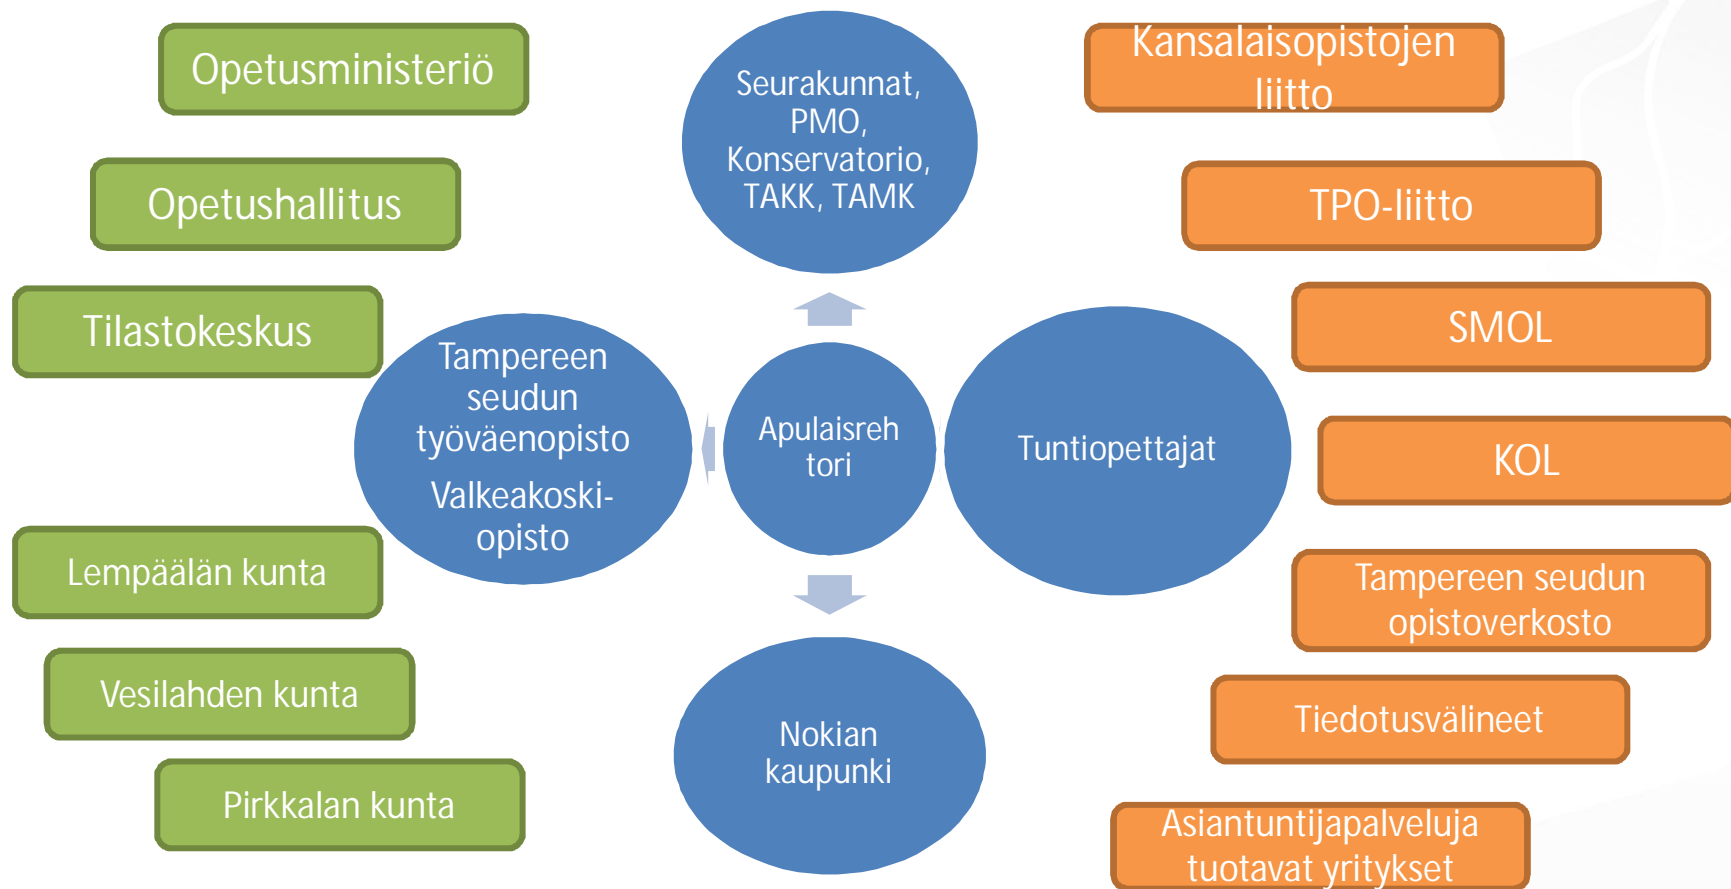 Opetusministeriö
Opetushallitus
Tilastokeskus
Lempäälän kunta
Vesilahden kunta
Pirkkalan kunta
Seurakunnat,
PMO,
Konservatorio,
TAKK, TAMK
Tampereen
seudun
työväenopisto
Valkeakoski-
opisto
Apulaisreh
tori
Tuntiopettajat
Nokian
kaupunki
Kansalaisopistojen
liitto
TPO-liitto
SMOL
KOL
Tampereen seudun
opistoverkosto
Tiedotusvälineet
Asiantuntijapalveluja
tuotavat yritykset